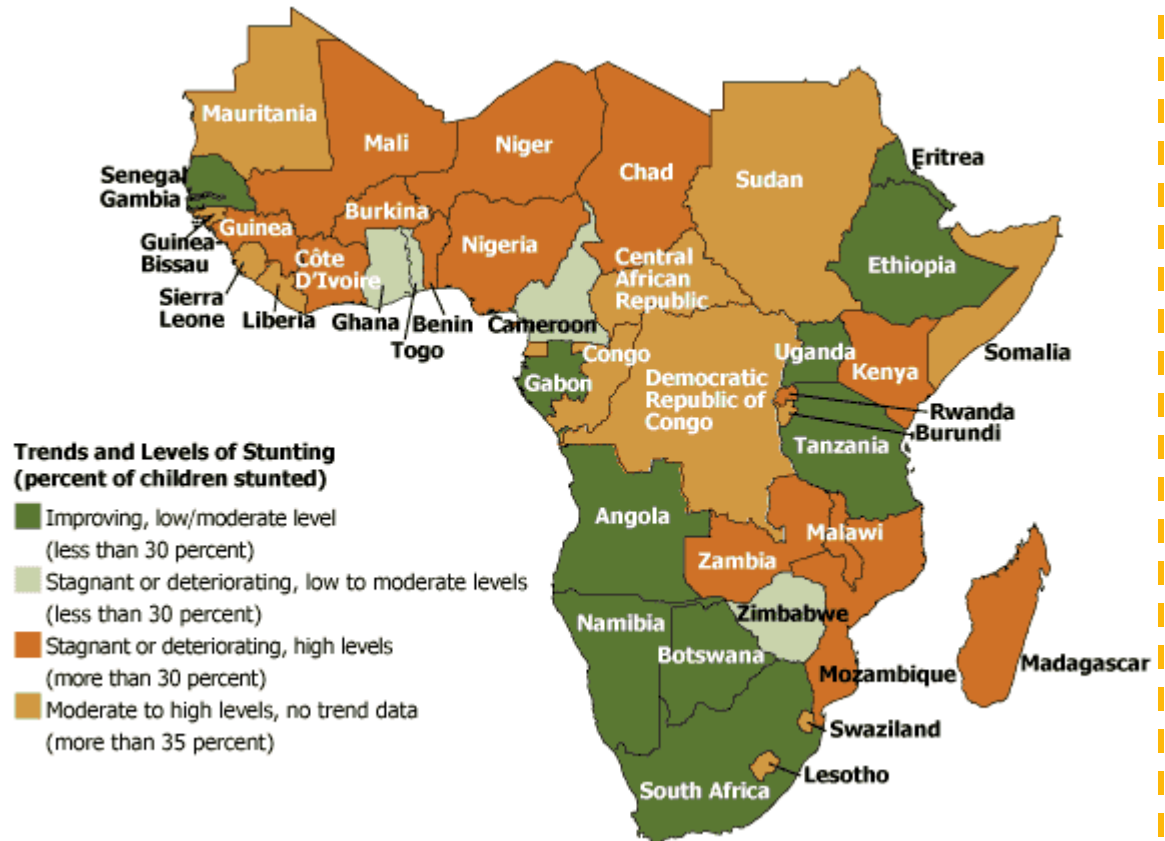 Mauritania
Mali
Niger
Chad
Sudan
Eritrea
Senegal
Gambia
Guinea
Burkina
Nigeria
Guinea-
Bissau
Côte
D'Ivoire
Central
African
Republic
Ethiopia
Sierra
Leone
Liberia
Ghana
Togo
Benin
Cameroon
Somalia
Gabon
Congo
Democratic
Republic of
Congo
Uganda
Kenya
Rwanda
Burundi
Tanzania
Angola
Zambia
Malawi
Namibia
Botswana
Zimbabwe
Mozambique
Madagascar
Swaziland
Lesotho
South Africa
Trends and Levels of Stunting
(percent of children stunted)
Improving, low/moderate level
(less than 30 percent)
Stagnant or deteriorating, low to moderate levels
(less than 30 percent)
Stagnant or deteriorating, high levels
(more than 30 percent)
Moderate to high levels, no trend data
(more than 35 percent)